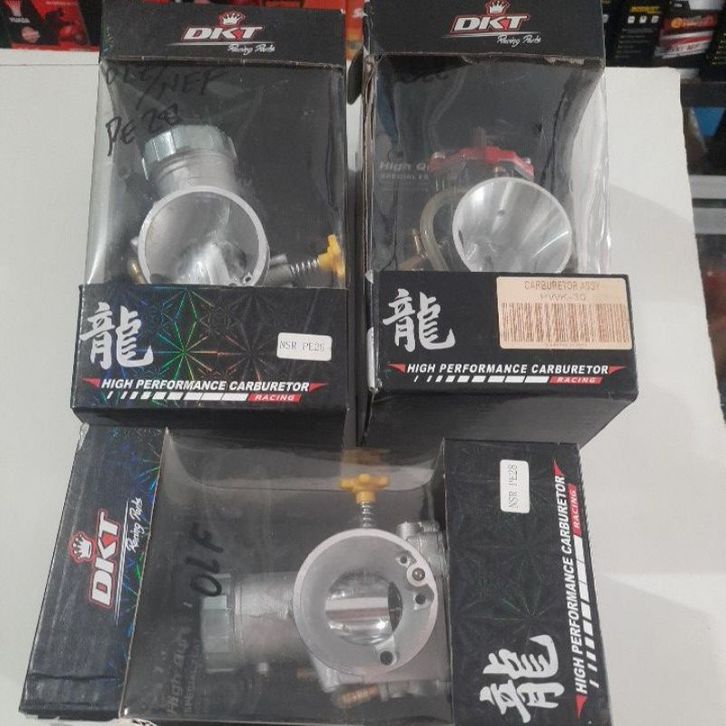 DKT
Racing Parts
PE28
龍
NSR PE28
HIGH PERFORMANCE CARBURETOR
RACING
DKT
Racing Parts
龍
CARBURETOR ASSY
PWK-30
HIGH PERFORMANCE CARBURETOR
RACING
DKT
Racing Parts
OLF
龍
NSR PE28
HIGH PERFORMANCE CARBURETOR
RACING